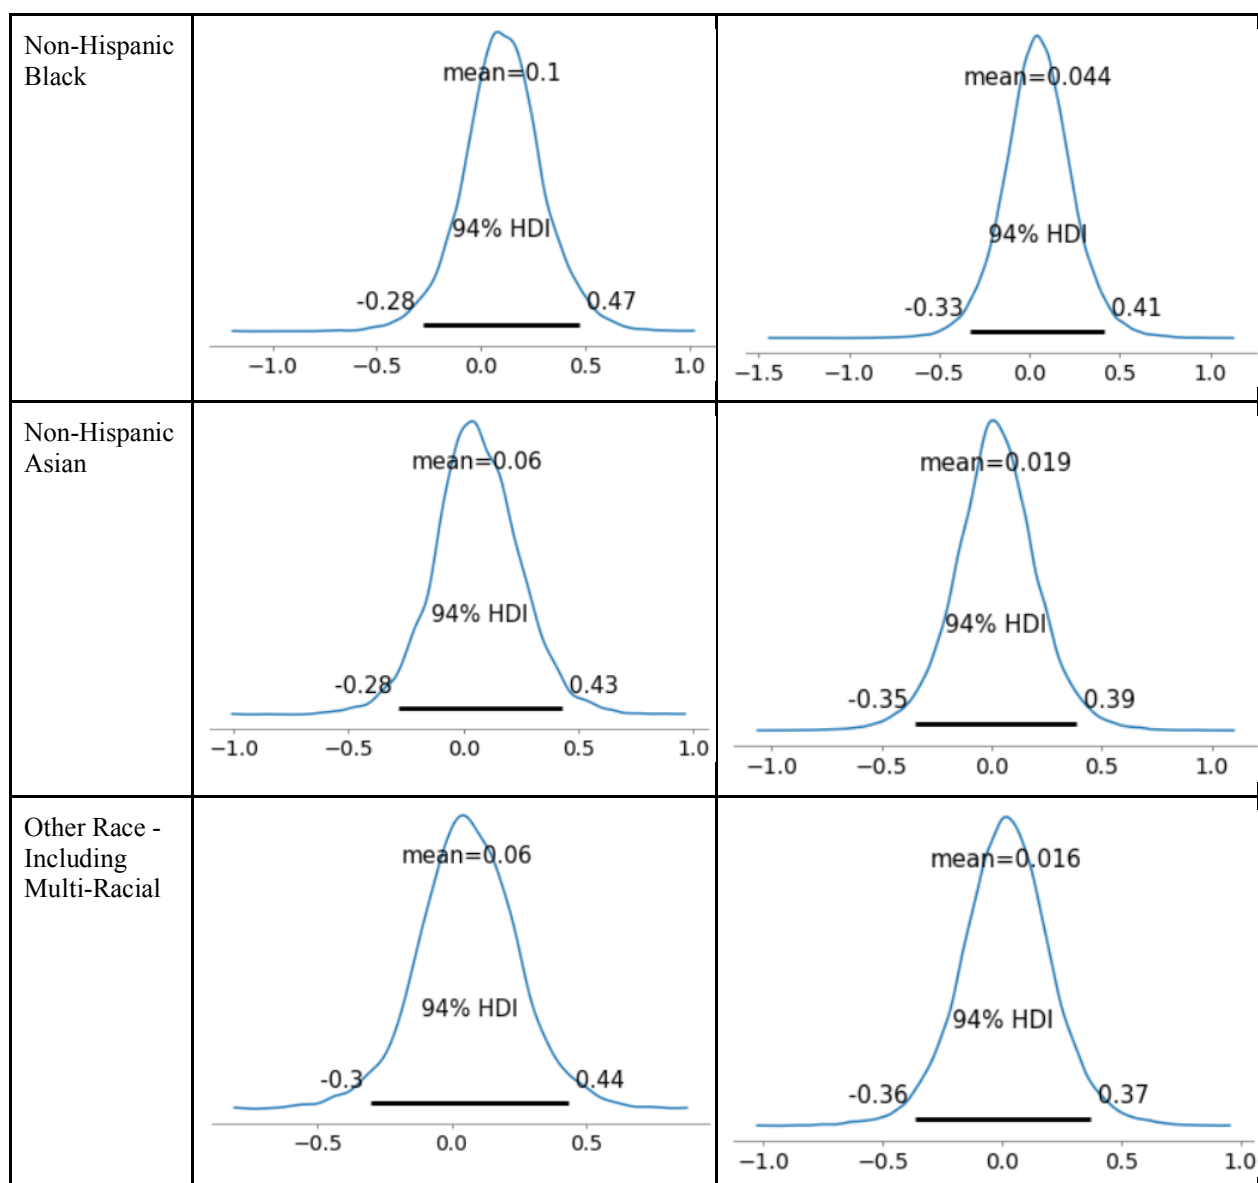 Non-Hispanic
Black
mean=0.1
94% HDI
-0.28 0.47
−1.0 −0.5 0.0 0.5 1.0
mean=0.044
94% HDI
-0.33 0.41
−1.5 −1.0 −0.5 0.0 0.5 1.0
Non-Hispanic
Asian
mean=0.06
94% HDI
-0.28 0.43
−1.0 −0.5 0.0 0.5 1.0
mean=0.019
94% HDI
-0.35 0.39
−1.0 −0.5 0.0 0.5 1.0
Other Race -
Including
Multi-Racial
mean=0.06
94% HDI
-0.3 0.44
−0.5 0.0 0.5
mean=0.016
94% HDI
-0.36 0.37
−1.0 −0.5 0.0 0.5 1.0